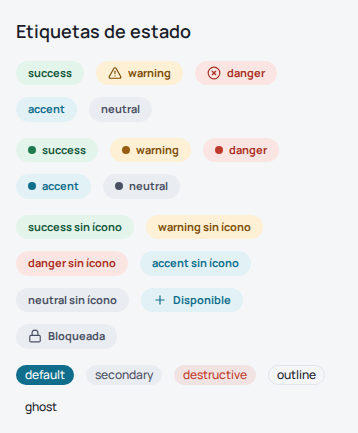 Etiquetas de estado
success warning danger
accent neutral
success warning danger
accent neutral
success sin ícono warning sin ícono
danger sin ícono accent sin ícono
neutral sin ícono Disponible
Bloqueada
default secondary destructive outline
ghost